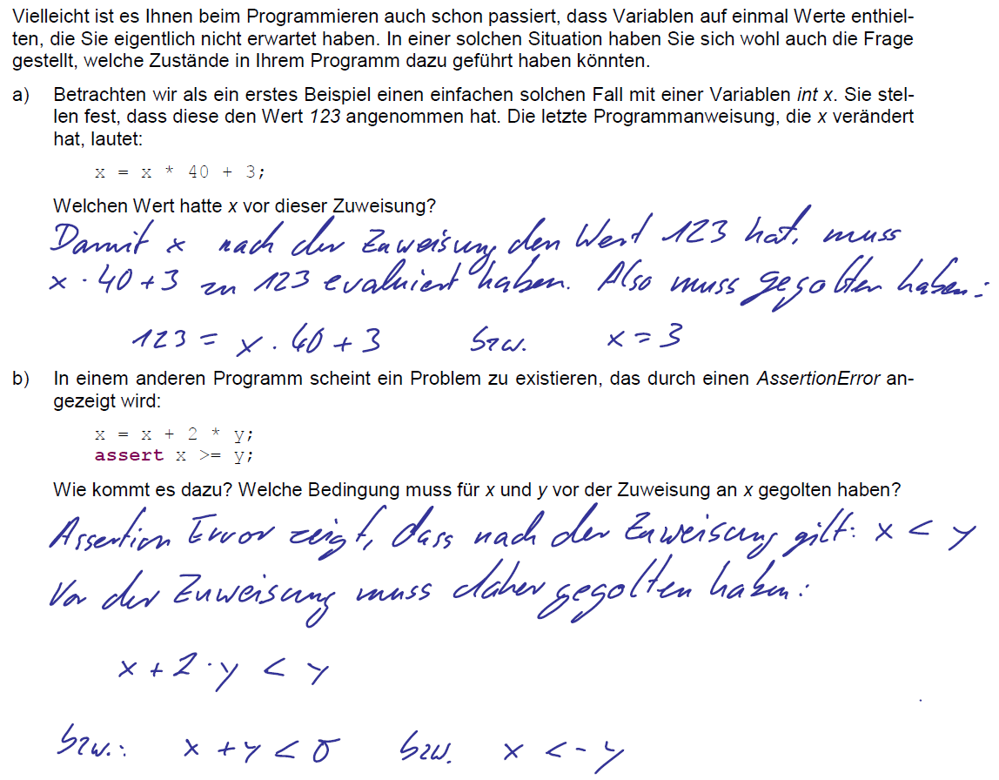 Vielleicht ist es Ihnen beim Programmieren auch schon passiert, dass Variablen auf einmal Werte enthiel-
ten, die Sie eigentlich nicht erwartet haben. In einer solchen Situation haben Sie sich wohl auch die Frage
gestellt, welche Zustände in Ihrem Programm dazu geführt haben könnten.
a) Betrachten wir als ein erstes Beispiel einen einfachen solchen Fall mit einer Variablen int x. Sie stel-
len fest, dass diese den Wert 123 angenommen hat. Die letzte Programmanweisung, die x verändert
hat, lautet:
x = x * 40 + 3;
Welchen Wert hatte x vor dieser Zuweisung?
Damit x nach der Zuweisung den Wert 123 hat, muss
x · 40 + 3 zu 123 evaluiert haben. Also muss gegolten haben:
123 = x · 40 + 3 bzw. x = 3
b) In einem anderen Programm scheint ein Problem zu existieren, das durch einen AssertionError an-
gezeigt wird:
x = x + 2 * y;
assert x >= y;
Wie kommt es dazu? Welche Bedingung muss für x und y vor der Zuweisung an x gegolten haben?
Assertion Error zeigt, dass nach der Zuweisung gilt: x < y
Vor der Zuweisung muss daher gegolten haben:
x + 2 · y < y
bzw.: x + y < 0 bzw. x < - y